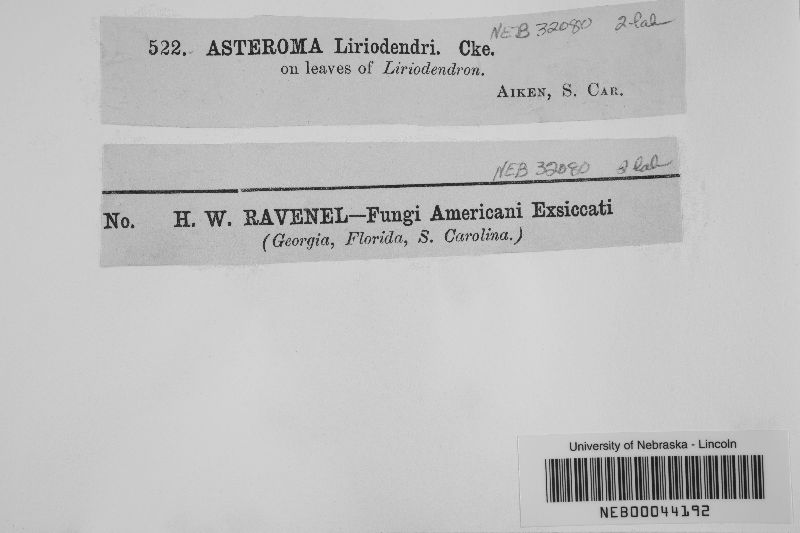 NEB 32080 2-lab
522. ASTEROMA Liriodendri. Cke.
on leaves of Liriodendron.
AIKEN, S. CAR.
NEB 32080 2 lab
No. H. W. RAVENEL—Fungi Americani Exsiccati
(Georgia, Florida, S. Carolina.)
University of Nebraska - Lincoln
NEB00044192